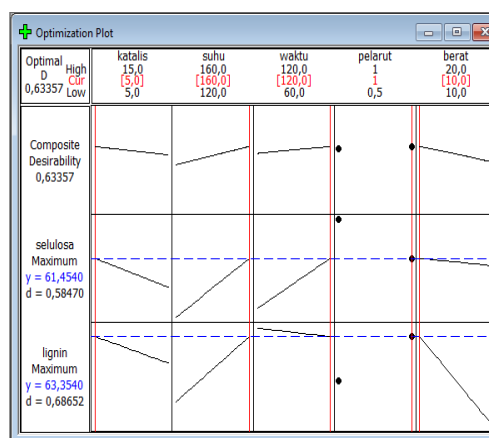 Optimization Plot
Optimal D 0,63357
High Cur Low
katalis 15,0 [5,0] 5,0
suhu 160,0 [160,0] 120,0
waktu 120,0 [120,0] 60,0
pelarut 1 1 0,5
berat 20,0 [10,0] 10,0
Composite
Desirability
0,63357
selulosa
Maximum
y = 61,4540
d = 0,58470
lignin
Maximum
y = 63,3540
d = 0,68652